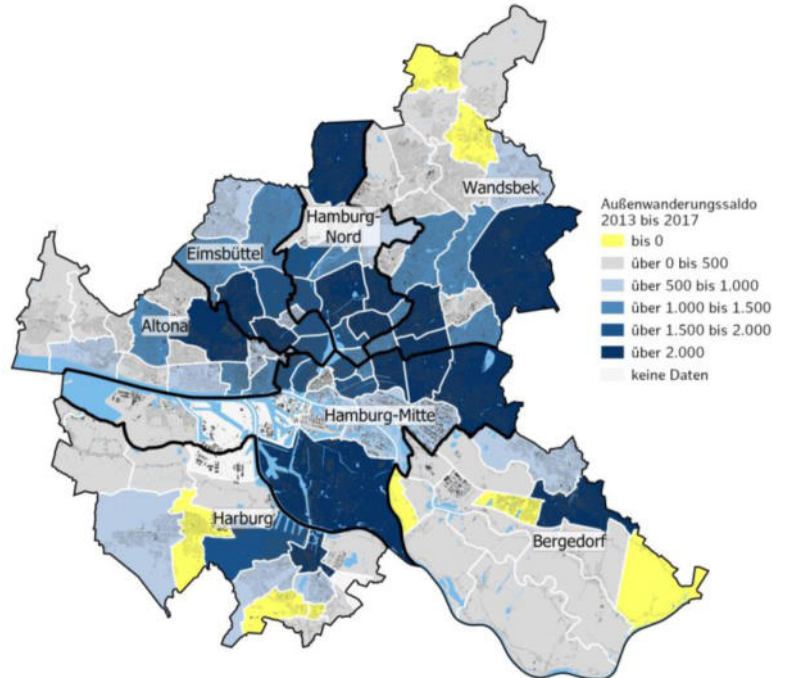 Wandsbek
Hamburg-
Nord
Eimsbüttel
Altona
Hamburg-Mitte
Harburg
Bergedorf
Außenwanderungssaldo
2013 bis 2017
bis 0
über 0 bis 500
über 500 bis 1.000
über 1.000 bis 1.500
über 1.500 bis 2.000
über 2.000
keine Daten